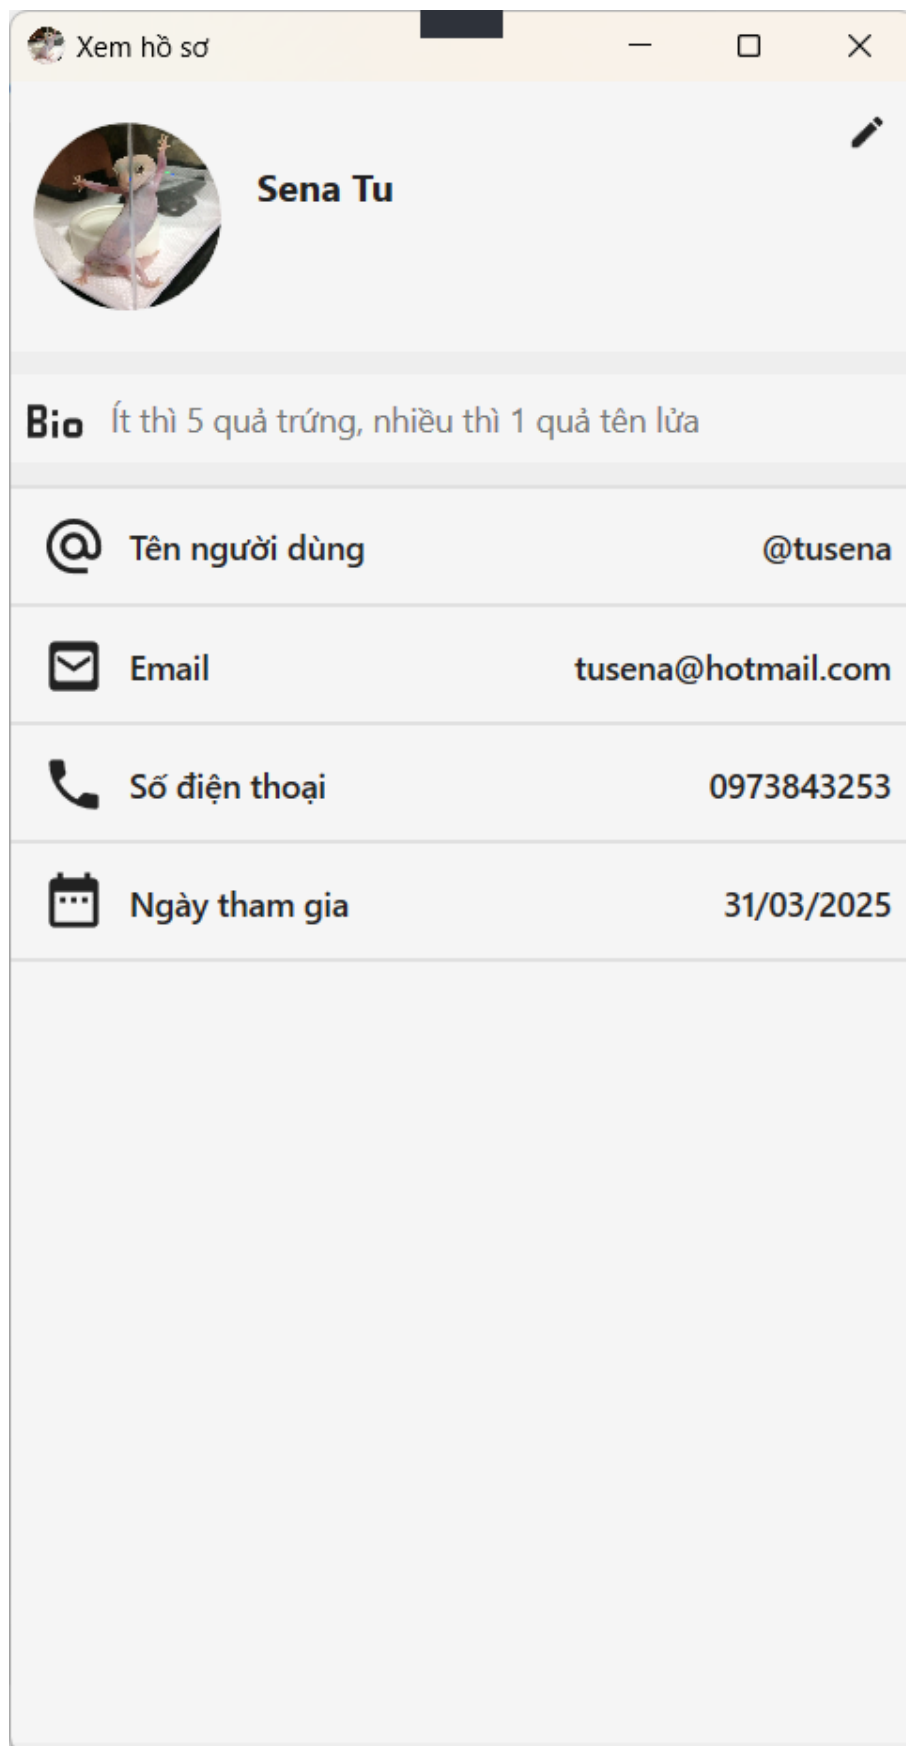 Xem hồ sơ
Sena Tu
Bio Ít thì 5 quả trứng, nhiều thì 1 quả tên lửa
Tên người dùng @tusena
Email tusena@hotmail.com
Số điện thoại 0973843253
Ngày tham gia 31/03/2025